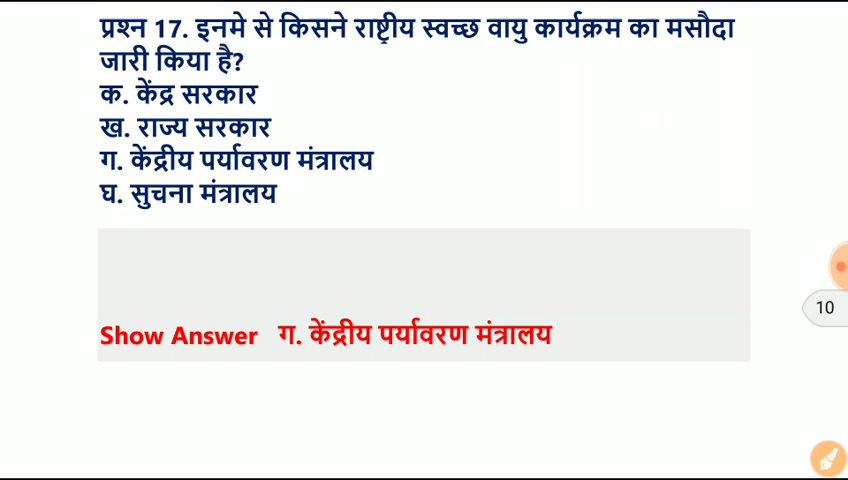 प्रश्न 17. इनमे से किसने राष्ट्रीय स्वच्छ वायु कार्यक्रम का मसौदा
जारी किया है?
क. केंद्र सरकार
ख. राज्य सरकार
ग. केंद्रीय पर्यावरण मंत्रालय
घ. सुचना मंत्रालय
Show Answer ग. केंद्रीय पर्यावरण मंत्रालय
10